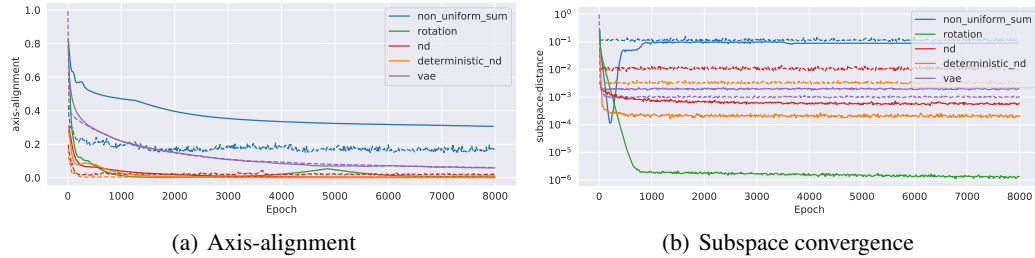 1.0
0.8
0.6
0.4
0.2
0.0
axis-alignment
0
1000
2000
3000
4000
5000
6000
7000
8000
Epoch
non_uniform_sum
rotation
nd
deterministic_nd
vae
(a) Axis-alignment
10^0
10^-1
10^-2
10^-3
10^-4
10^-5
10^-6
subspace-distance
0
1000
2000
3000
4000
5000
6000
7000
8000
Epoch
non_uniform_sum
rotation
nd
deterministic_nd
vae
(b) Subspace convergence